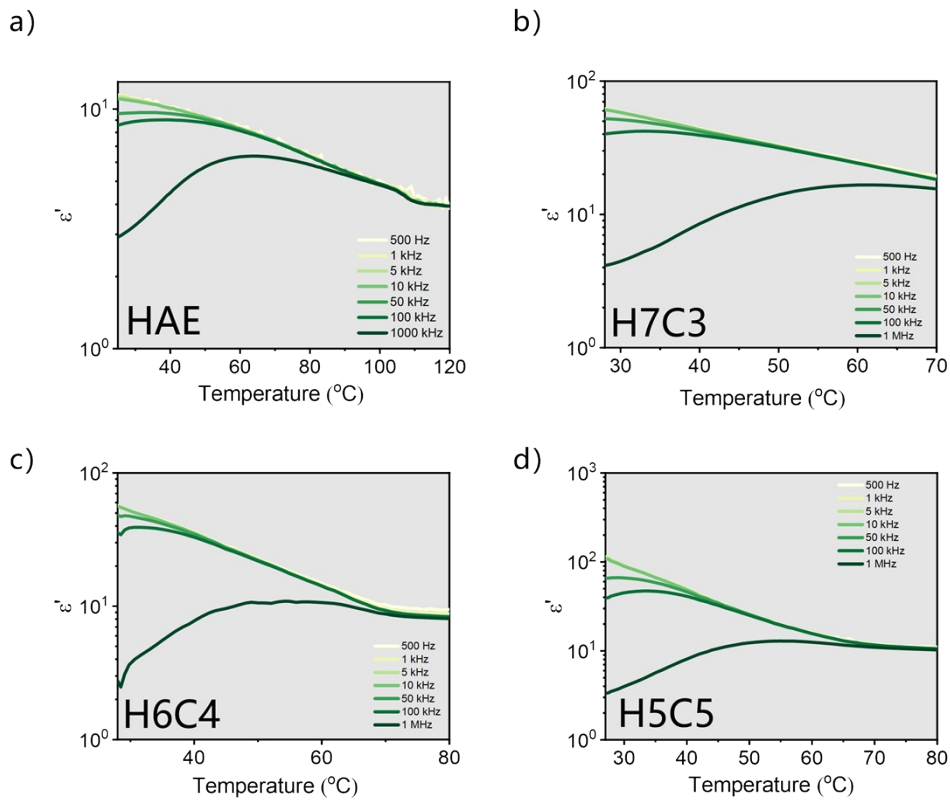 a)
10¹
10⁰
ε'
40
60
80
100
120
Temperature (°C)
500 Hz
1 kHz
5 kHz
10 kHz
50 kHz
100 kHz
1000 kHz
HAE
b)
10²
10¹
10⁰
ε'
30
40
50
60
70
Temperature (°C)
500 Hz
1 kHz
5 kHz
10 kHz
50 kHz
100 kHz
1 MHz
H7C3
c)
10²
10¹
10⁰
ε'
40
60
80
Temperature (°C)
500 Hz
1 kHz
5 kHz
10 kHz
50 kHz
100 kHz
1 MHz
H6C4
d)
10³
10²
10¹
10⁰
ε'
30
40
50
60
70
80
Temperature (°C)
500 Hz
1 kHz
5 kHz
10 kHz
50 kHz
100 kHz
1 MHz
H5C5